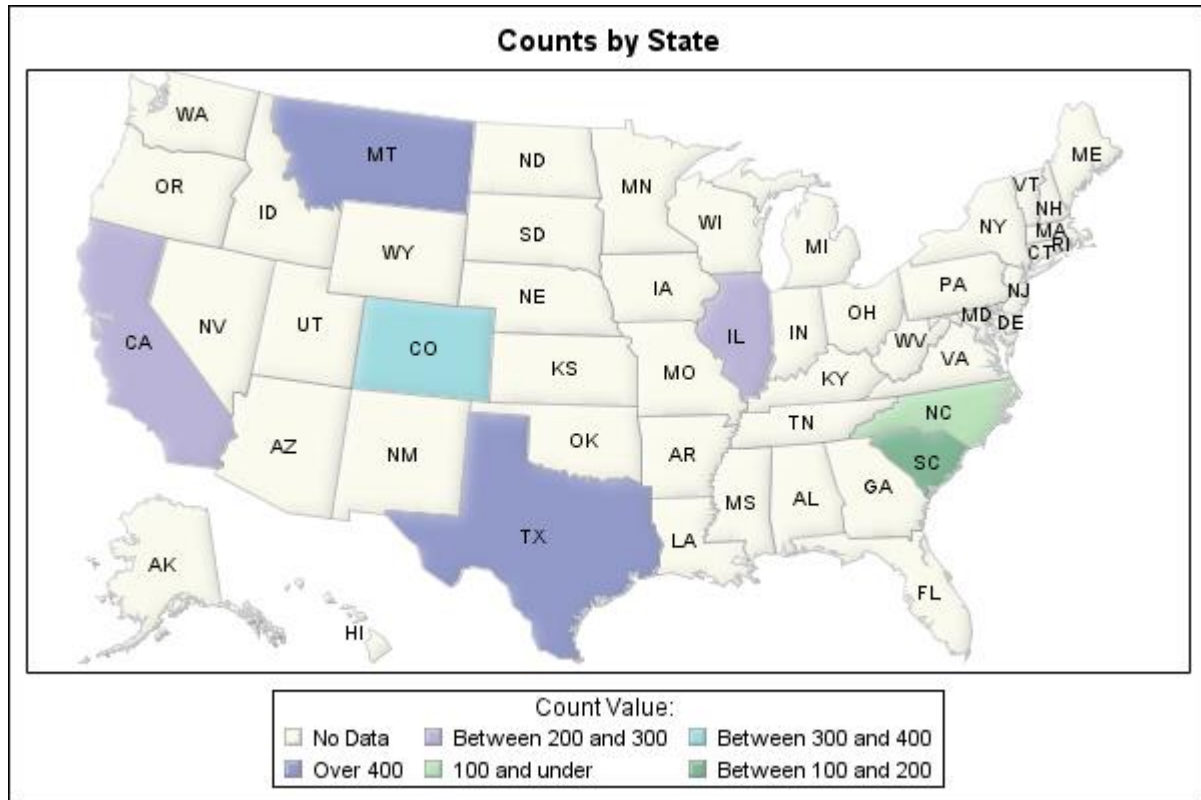 Counts by State
WA
MT
ND
MN
ME
OR
ID
VT
NH
WI
NY
MA
SD
MI
CT
RI
WY
IA
PA
NE
NJ
NV
UT
CA
CO
IL
IN
OH
MD
DE
WV
VA
KS
MO
KY
NC
TN
AZ
NM
OK
AR
SC
MS
AL
GA
TX
LA
AK
FL
HI
Count Value:
No Data
Between 200 and 300
Between 300 and 400
Over 400
100 and under
Between 100 and 200